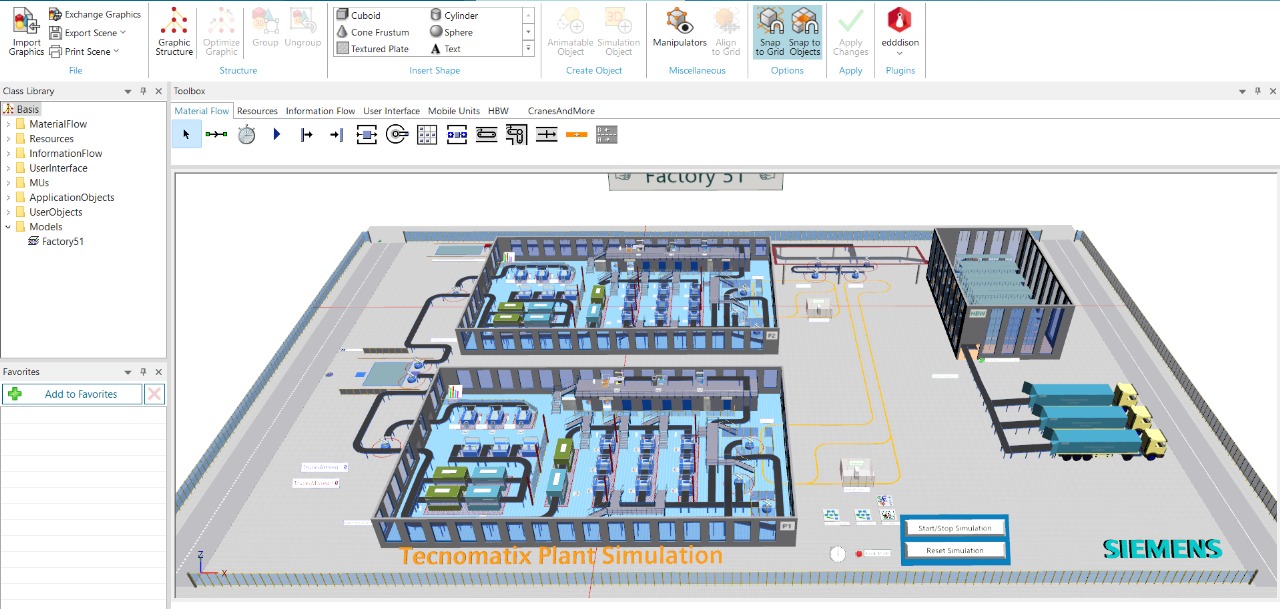 Import Graphics
Exchange Graphics
Export Scene
Print Scene
File
Graphic Structure
Optimize Graphic
Group
Ungroup
Structure
Cuboid
Cylinder
Cone Frustum
Sphere
Textured Plate
A Text
Insert Shape
Animatable Object
Simulation Object
Create Object
Manipulators
Align to Grid
Miscellaneous
Snap to Grid
Snap to Objects
Options
Apply Changes
Apply
edddison
Plugins
Class Library
Basis
MaterialFlow
Resources
InformationFlow
UserInterface
MUs
ApplicationObjects
UserObjects
Models
Factory51
Favorites
Add to Favorites
Toolbox
Material Flow Resources Information Flow User Interface Mobile Units HBW CranesAndMore
Factory 51
HBW
P2
P1
Start/Stop Simulation
Reset Simulation
Tecnomatix Plant Simulation
SIEMENS
Z
X